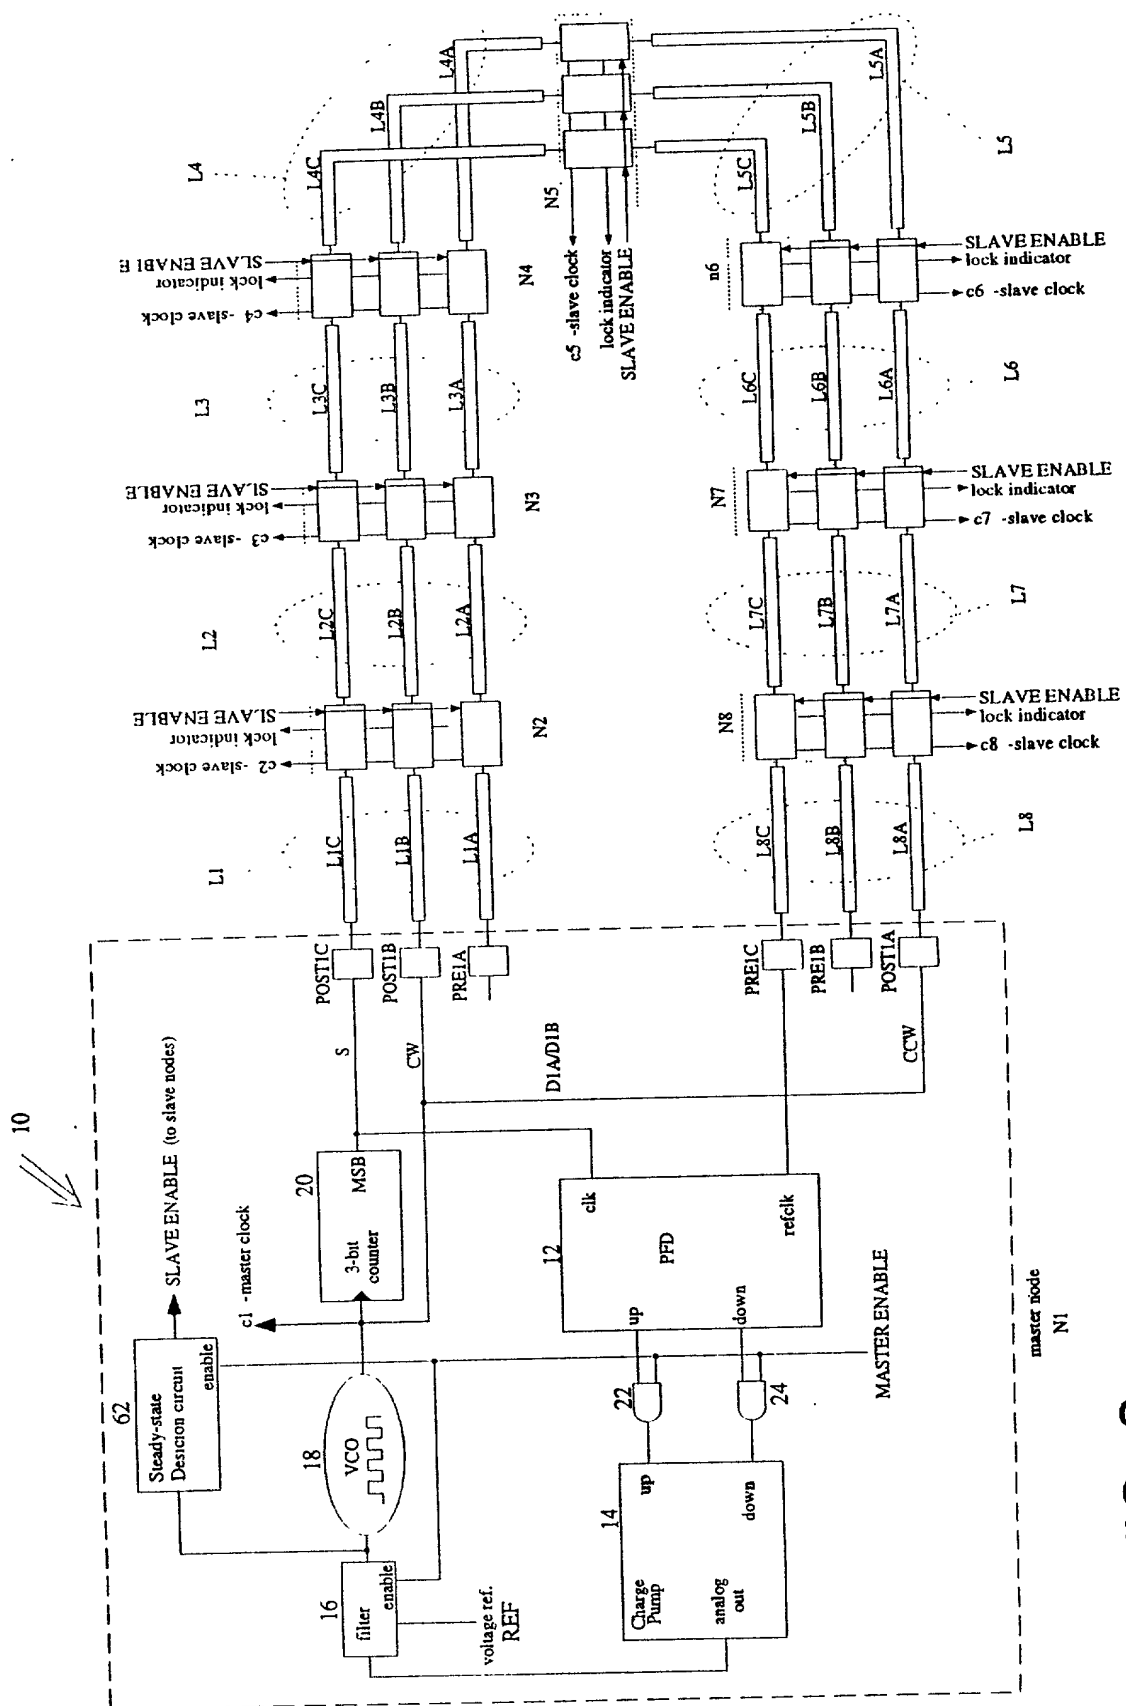 10
62
Steady-state
Desicion circuit
enable
SLAVE ENABLE (to slave nodes)
c1 -master clock
16
filter
enable
voltage ref.
REF
18
VCO
20
3-bit
counter
MSB
S
CW
D1A/D1B
CCW
14
Charge
Pump
up
down
analog
out
22
24
MASTER ENABLE
12
PFD
up
down
clk
refclk
master node
N1
POST1C
POST1B
PRE1A
PRE1C
PRE1B
POST1A
L1
L1C
L1B
L1A
c2 -slave clock
lock indicator
SLAVE ENABLE
N2
L2
L2C
L2B
L2A
c3 -slave clock
lock indicator
SLAVE ENABLE
N3
L3
L3C
L3B
L3A
c4 -slave clock
lock indicator
SLAVE ENABLE
N4
L4
L4C
L4B
L4A
N5
c5 -slave clock
lock indicator
SLAVE ENABLE
L5
L5C
L5B
L5A
n6
SLAVE ENABLE
lock indicator
c6 -slave clock
L6
L6C
L6B
L6A
N7
SLAVE ENABLE
lock indicator
c7 -slave clock
L7
L7C
L7B
L7A
N8
SLAVE ENABLE
lock indicator
c8 -slave clock
L8
L8C
L8B
L8A